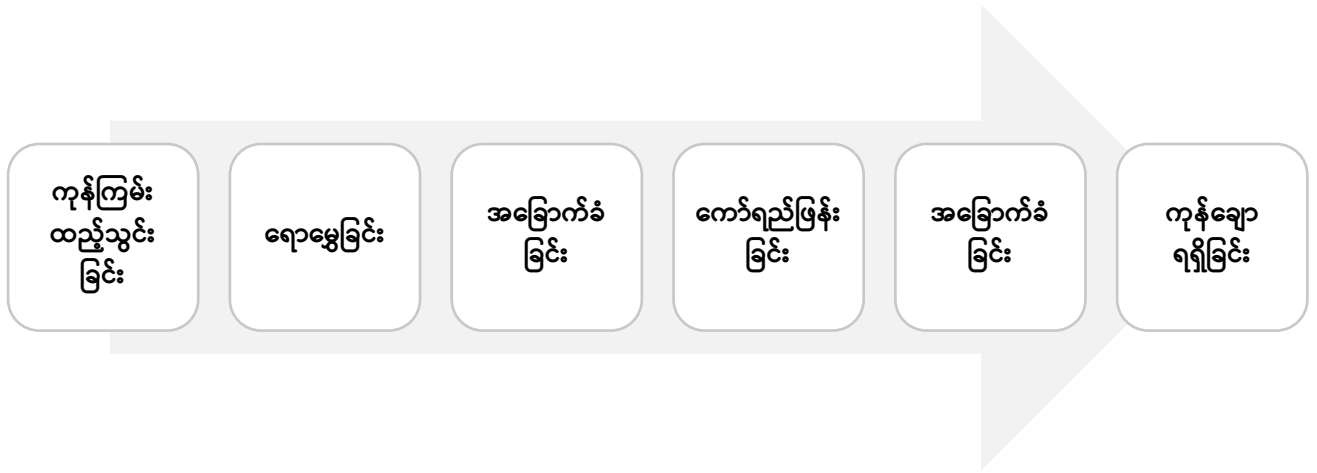 ကုန်ကြမ်း
ထည့်သွင်း
ခြင်း
ရောမွှေခြင်း
အခြောက်ခံ
ခြင်း
ကော်ရည်ဖြန်း
ခြင်း
အခြောက်ခံ
ခြင်း
ကုန်ချော
ရရှိခြင်း